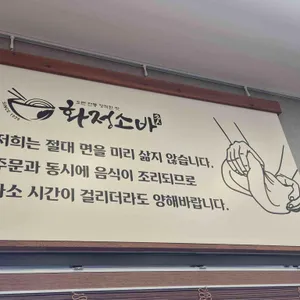 화정소바
저희는 절대 면을 미리 삶지 않습니다.
주문과 동시에 음식이 조리되므로
다소 시간이 걸리더라도 양해바랍니다.